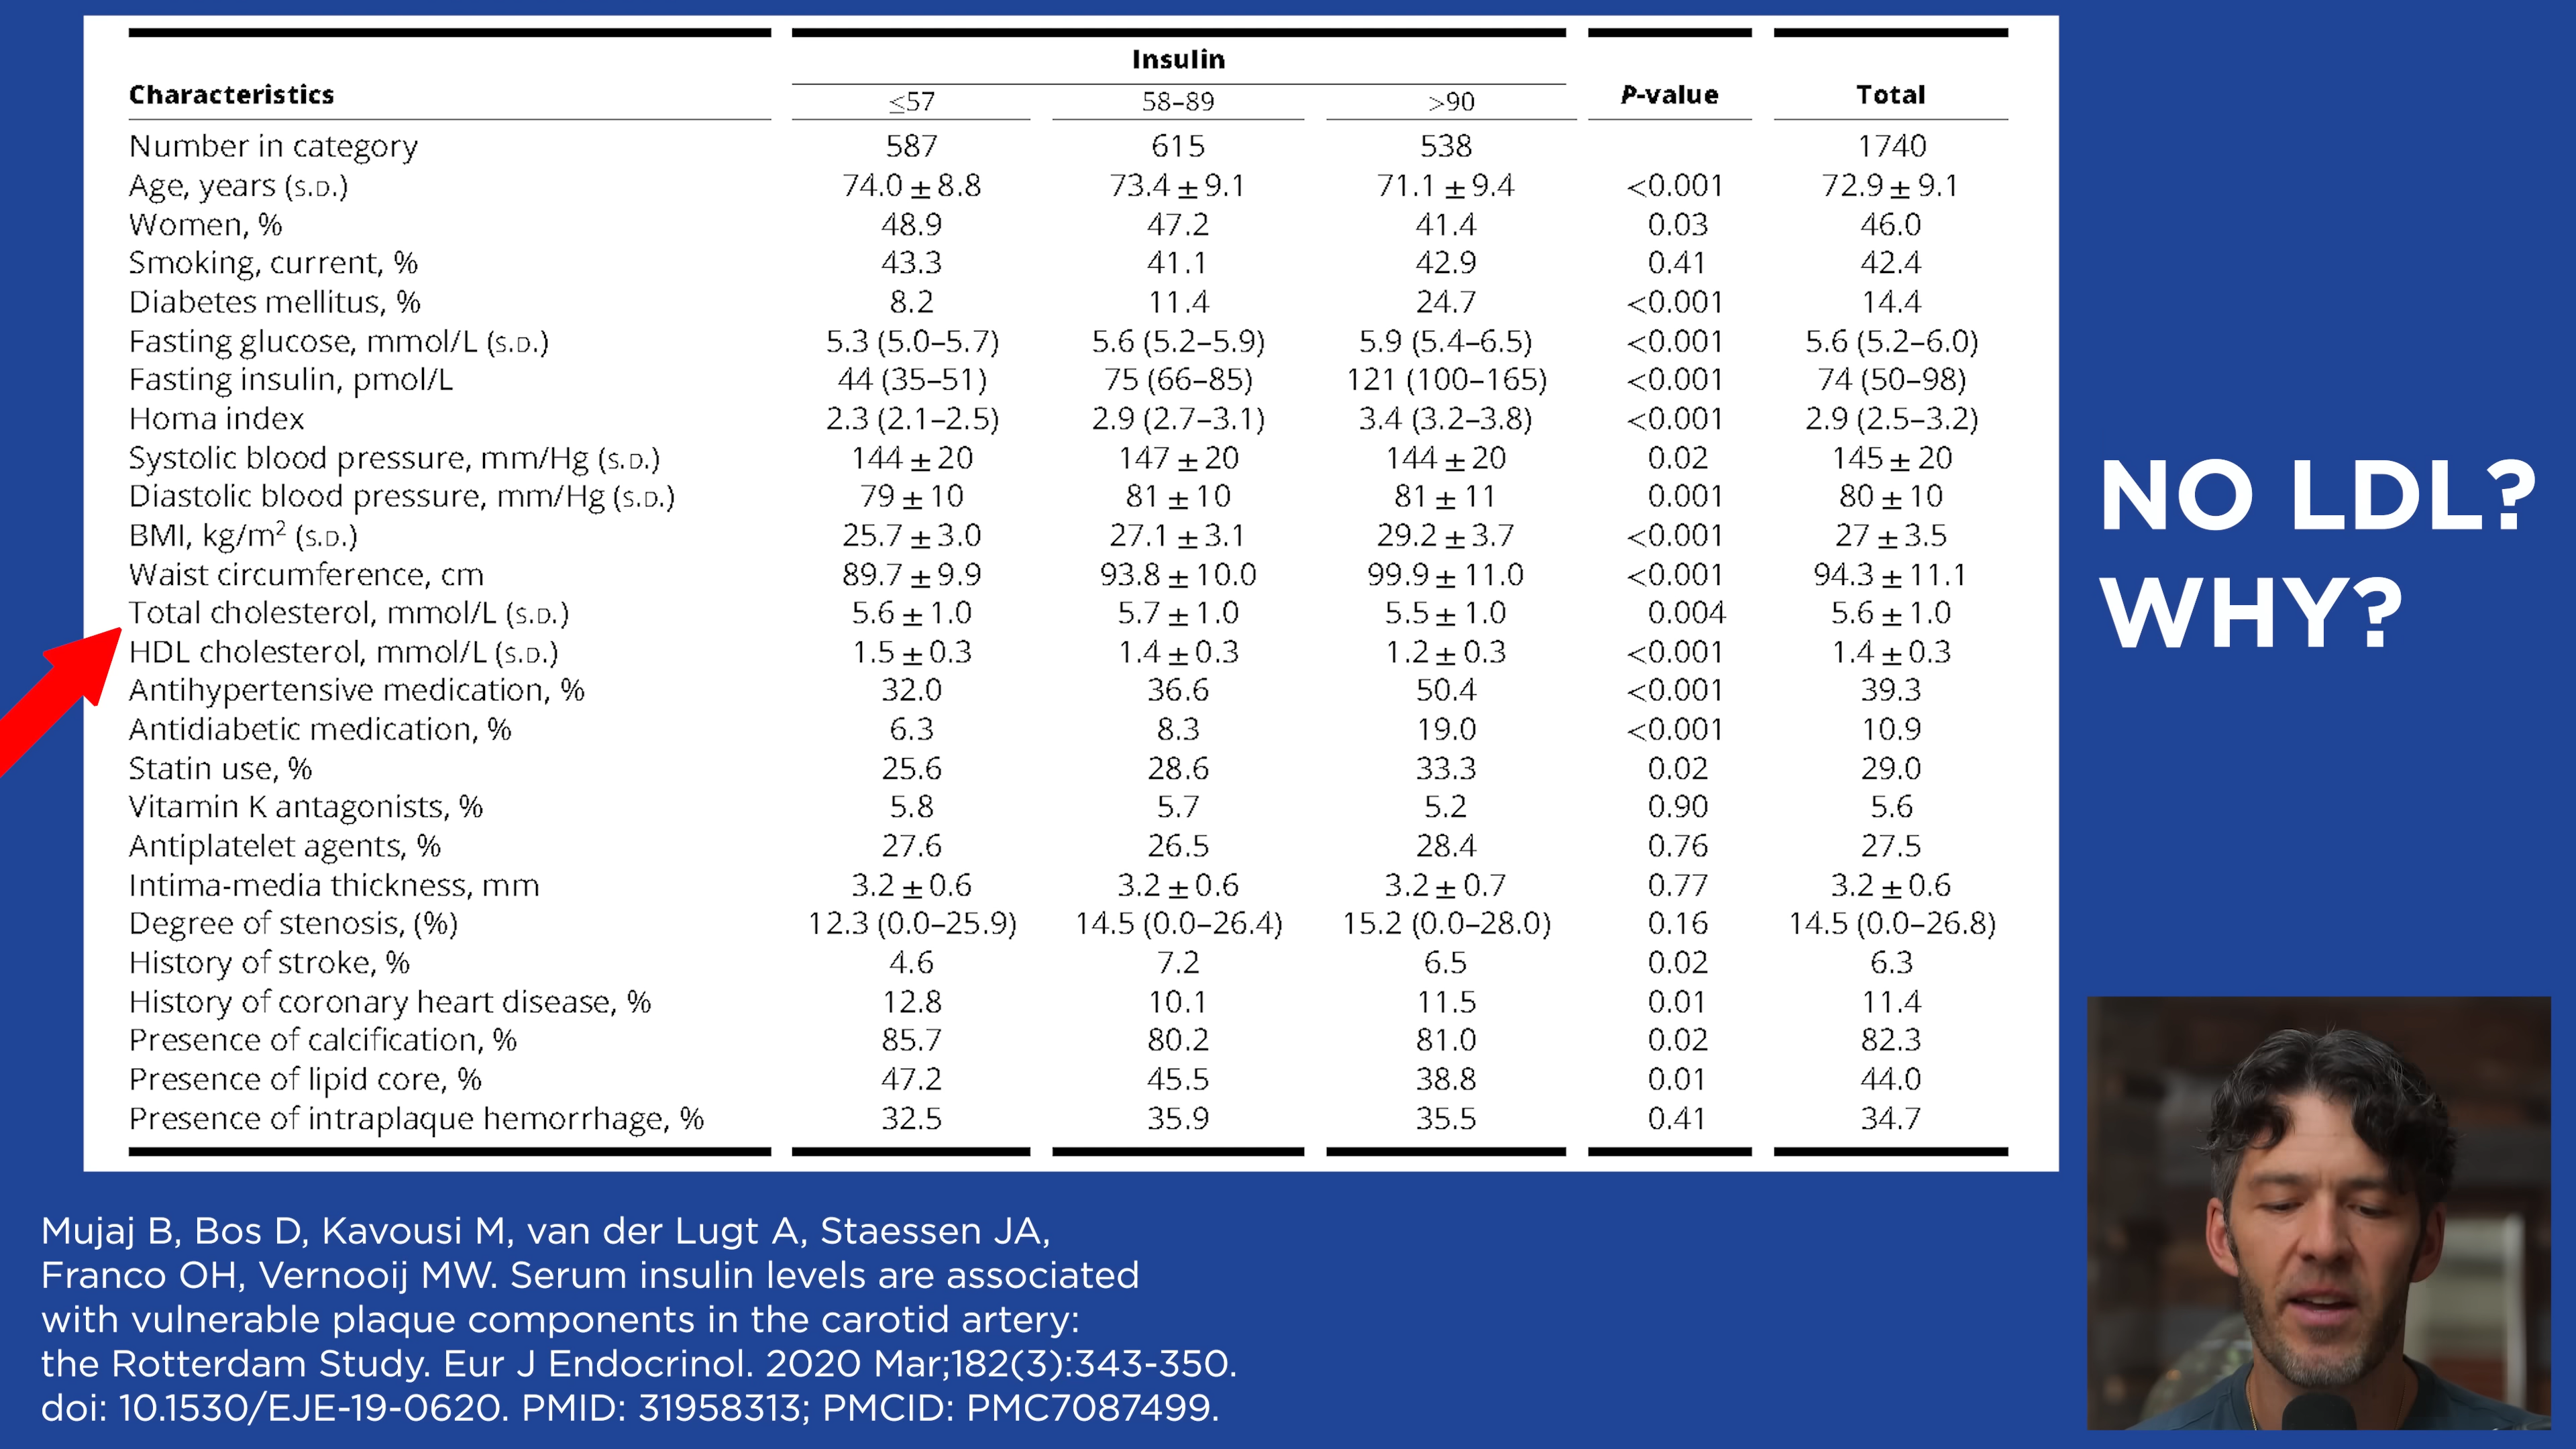 Insulin
Characteristics ≤57 58–89 >90 P-value Total
Number in category 587 615 538 1740
Age, years (S.D.) 74.0 ± 8.8 73.4 ± 9.1 71.1 ± 9.4 <0.001 72.9 ± 9.1
Women, % 48.9 47.2 41.4 0.03 46.0
Smoking, current, % 43.3 41.1 42.9 0.41 42.4
Diabetes mellitus, % 8.2 11.4 24.7 <0.001 14.4
Fasting glucose, mmol/L (S.D.) 5.3 (5.0–5.7) 5.6 (5.2–5.9) 5.9 (5.4–6.5) <0.001 5.6 (5.2–6.0)
Fasting insulin, pmol/L 44 (35–51) 75 (66–85) 121 (100–165) <0.001 74 (50–98)
Homa index 2.3 (2.1–2.5) 2.9 (2.7–3.1) 3.4 (3.2–3.8) <0.001 2.9 (2.5–3.2)
Systolic blood pressure, mm/Hg (S.D.) 144 ± 20 147 ± 20 144 ± 20 0.02 145 ± 20
Diastolic blood pressure, mm/Hg (S.D.) 79 ± 10 81 ± 10 81 ± 11 0.001 80 ± 10
BMI, kg/m² (S.D.) 25.7 ± 3.0 27.1 ± 3.1 29.2 ± 3.7 <0.001 27 ± 3.5
Waist circumference, cm 89.7 ± 9.9 93.8 ± 10.0 99.9 ± 11.0 <0.001 94.3 ± 11.1
Total cholesterol, mmol/L (S.D.) 5.6 ± 1.0 5.7 ± 1.0 5.5 ± 1.0 0.004 5.6 ± 1.0
HDL cholesterol, mmol/L (S.D.) 1.5 ± 0.3 1.4 ± 0.3 1.2 ± 0.3 <0.001 1.4 ± 0.3
Antihypertensive medication, % 32.0 36.6 50.4 <0.001 39.3
Antidiabetic medication, % 6.3 8.3 19.0 <0.001 10.9
Statin use, % 25.6 28.6 33.3 0.02 29.0
Vitamin K antagonists, % 5.8 5.7 5.2 0.90 5.6
Antiplatelet agents, % 27.6 26.5 28.4 0.76 27.5
Intima-media thickness, mm 3.2 ± 0.6 3.2 ± 0.6 3.2 ± 0.7 0.77 3.2 ± 0.6
Degree of stenosis, (%) 12.3 (0.0–25.9) 14.5 (0.0–26.4) 15.2 (0.0–28.0) 0.16 14.5 (0.0–26.8)
History of stroke, % 4.6 7.2 6.5 0.02 6.3
History of coronary heart disease, % 12.8 10.1 11.5 0.01 11.4
Presence of calcification, % 85.7 80.2 81.0 0.02 82.3
Presence of lipid core, % 47.2 45.5 38.8 0.01 44.0
Presence of intraplaque hemorrhage, % 32.5 35.9 35.5 0.41 34.7
NO LDL?
WHY?
Mujaj B, Bos D, Kavousi M, van der Lugt A, Staessen JA,
Franco OH, Vernooij MW. Serum insulin levels are associated
with vulnerable plaque components in the carotid artery:
the Rotterdam Study. Eur J Endocrinol. 2020 Mar;182(3):343-350.
doi: 10.1530/EJE-19-0620. PMID: 31958313; PMCID: PMC7087499.